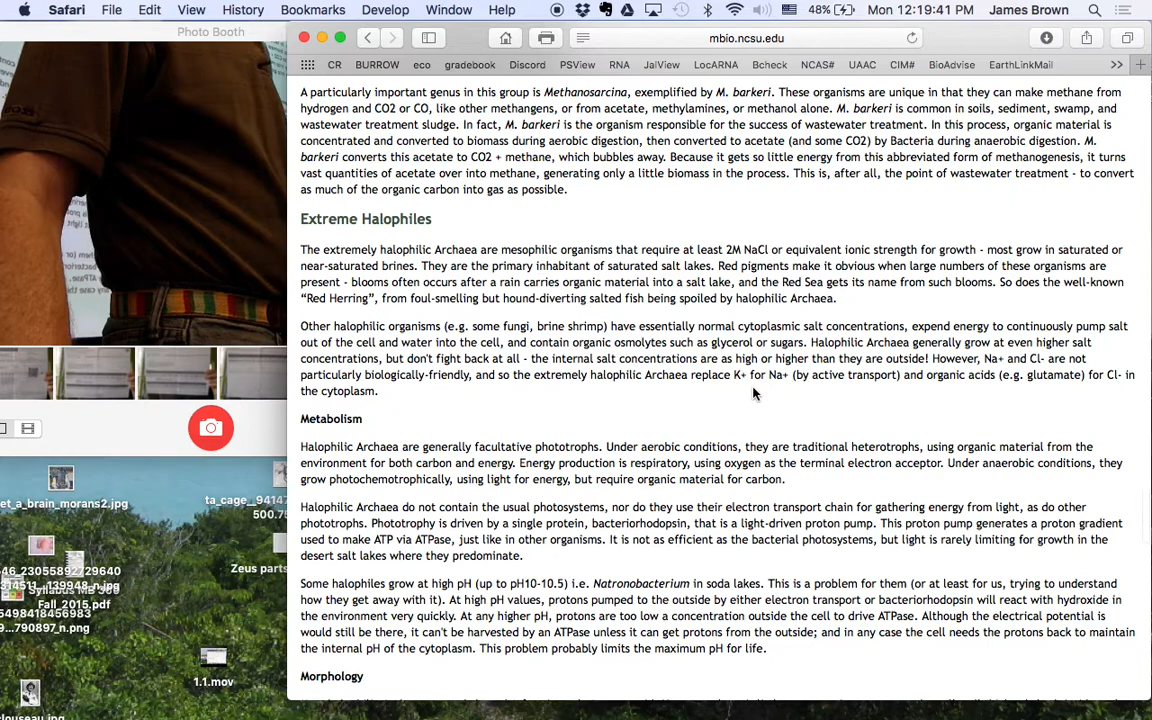 Safari File Edit View History Bookmarks Develop Window Help 48% Mon 12:19:41 PM James Brown
Photo Booth
mbio.ncsu.edu
CR BURROW eco gradebook Discord PSView RNA JalView LocARNA Bcheck NCAS# UAAC CIM# BioAdvise EarthLinkMail >>
A particularly important genus in this group is Methanosarcina, exemplified by M. barkeri. These organisms are unique in that they can make methane from
hydrogen and CO2 or CO, like other methangens, or from acetate, methylamines, or methanol alone. M. barkeri is common in soils, sediment, swamp, and
wastewater treatment sludge. In fact, M. barkeri is the organism responsible for the success of wastewater treatment. In this process, organic material is
concentrated and converted to biomass during aerobic digestion, then converted to acetate (and some CO2) by Bacteria during anaerobic digestion. M.
barkeri converts this acetate to CO2 + methane, which bubbles away. Because it gets so little energy from this abbreviated form of methanogenesis, it turns
vast quantities of acetate over into methane, generating only a little biomass in the process. This is, after all, the point of wastewater treatment - to convert
as much of the organic carbon into gas as possible.
Extreme Halophiles
The extremely halophilic Archaea are mesophilic organisms that require at least 2M NaCl or equivalent ionic strength for growth - most grow in saturated or
near-saturated brines. They are the primary inhabitant of saturated salt lakes. Red pigments make it obvious when large numbers of these organisms are
present - blooms often occurs after a rain carries organic material into a salt lake, and the Red Sea gets its name from such blooms. So does the well-known
“Red Herring”, from foul-smelling but hound-diverting salted fish being spoiled by halophilic Archaea.
Other halophilic organisms (e.g. some fungi, brine shrimp) have essentially normal cytoplasmic salt concentrations, expend energy to continuously pump salt
out of the cell and water into the cell, and contain organic osmolytes such as glycerol or sugars. Halophilic Archaea generally grow at even higher salt
concentrations, but don't fight back at all - the internal salt concentrations are as high or higher than they are outside! However, Na+ and Cl- are not
particularly biologically-friendly, and so the extremely halophilic Archaea replace K+ for Na+ (by active transport) and organic acids (e.g. glutamate) for Cl- in
the cytoplasm.
Metabolism
Halophilic Archaea are generally facultative phototrophs. Under aerobic conditions, they are traditional heterotrophs, using organic material from the
environment for both carbon and energy. Energy production is respiratory, using oxygen as the terminal electron acceptor. Under anaerobic conditions, they
grow photochemotrophically, using light for energy, but require organic material for carbon.
Halophilic Archaea do not contain the usual photosystems, nor do they use their electron transport chain for gathering energy from light, as do other
phototrophs. Phototrophy is driven by a single protein, bacteriorhodopsin, that is a light-driven proton pump. This proton pump generates a proton gradient
used to make ATP via ATPase, just like in other organisms. It is not as efficient as the bacterial photosystems, but light is rarely limiting for growth in the
desert salt lakes where they predominate.
Some halophiles grow at high pH (up to pH10-10.5) i.e. Natronobacterium in soda lakes. This is a problem for them (or at least for us, trying to understand
how they get away with it). At high pH values, protons pumped to the outside by either electron transport or bacteriorhodopsin will react with hydroxide in
the environment very quickly. At any higher pH, protons are too low a concentration outside the cell to drive ATPase. Although the electrical potential is
would still be there, it can't be harvested by an ATPase unless it can get protons from the outside; and in any case the cell needs the protons back to maintain
the internal pH of the cytoplasm. This problem probably limits the maximum pH for life.
Morphology
et_a_brain_morans2.jpg
ta_cage_94147
500.75
546_23055892729640
314511_139948_n.jpg
Zeus parts
Syllabus MB 360
Fall_2015.pdf
5498418456983
9...790897_n.png
1.1.mov
clouseau.jpg